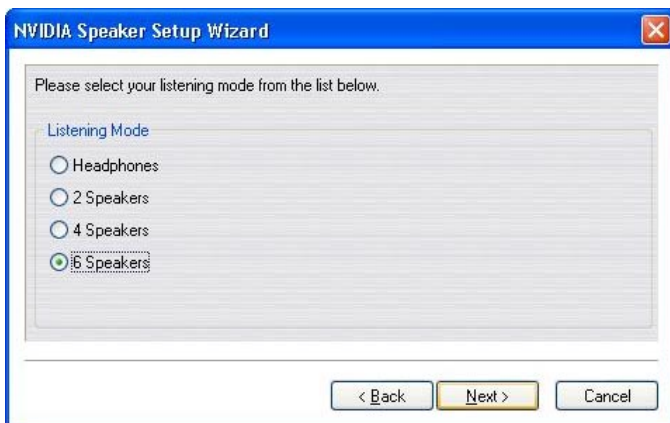 NVIDIA Speaker Setup Wizard
Please select your listening mode from the list below.
Listening Mode
Headphones
2 Speakers
4 Speakers
6 Speakers
< Back Next > Cancel